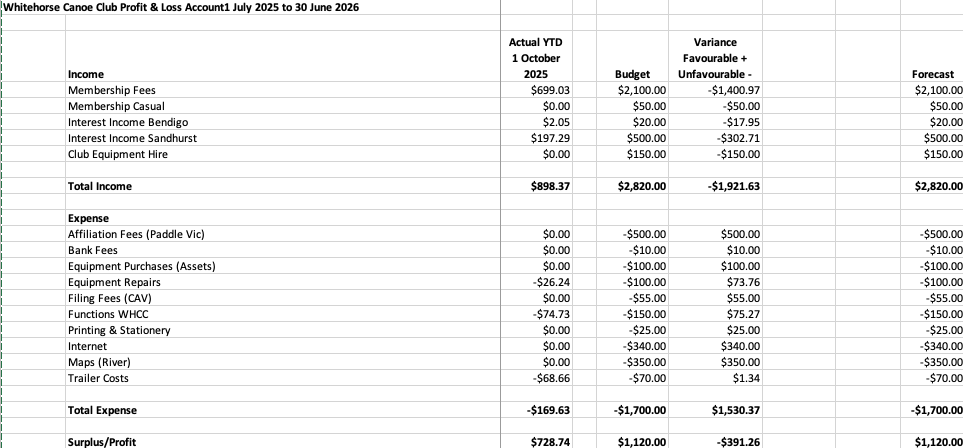 Whitehorse Canoe Club Profit & Loss Account1 July 2025 to 30 June 2026
Actual YTD Variance
1 October Favourable +
Income 2025 Budget Unfavourable - Forecast
Membership Fees $699.03 $2,100.00 -$1,400.97 $2,100.00
Membership Casual $0.00 $50.00 -$50.00 $50.00
Interest Income Bendigo $2.05 $20.00 -$17.95 $20.00
Interest Income Sandhurst $197.29 $500.00 -$302.71 $500.00
Club Equipment Hire $0.00 $150.00 -$150.00 $150.00
Total Income $898.37 $2,820.00 -$1,921.63 $2,820.00
Expense
Affiliation Fees (Paddle Vic) $0.00 -$500.00 $500.00 -$500.00
Bank Fees $0.00 -$10.00 $10.00 -$10.00
Equipment Purchases (Assets) $0.00 -$100.00 $100.00 -$100.00
Equipment Repairs -$26.24 -$100.00 $73.76 -$100.00
Filing Fees (CAV) $0.00 -$55.00 $55.00 -$55.00
Functions WHCC -$74.73 -$150.00 $75.27 -$150.00
Printing & Stationery $0.00 -$25.00 $25.00 -$25.00
Internet $0.00 -$340.00 $340.00 -$340.00
Maps (River) $0.00 -$350.00 $350.00 -$350.00
Trailer Costs -$68.66 -$70.00 $1.34 -$70.00
Total Expense -$169.63 -$1,700.00 $1,530.37 -$1,700.00
Surplus/Profit $728.74 $1,120.00 -$391.26 $1,120.00